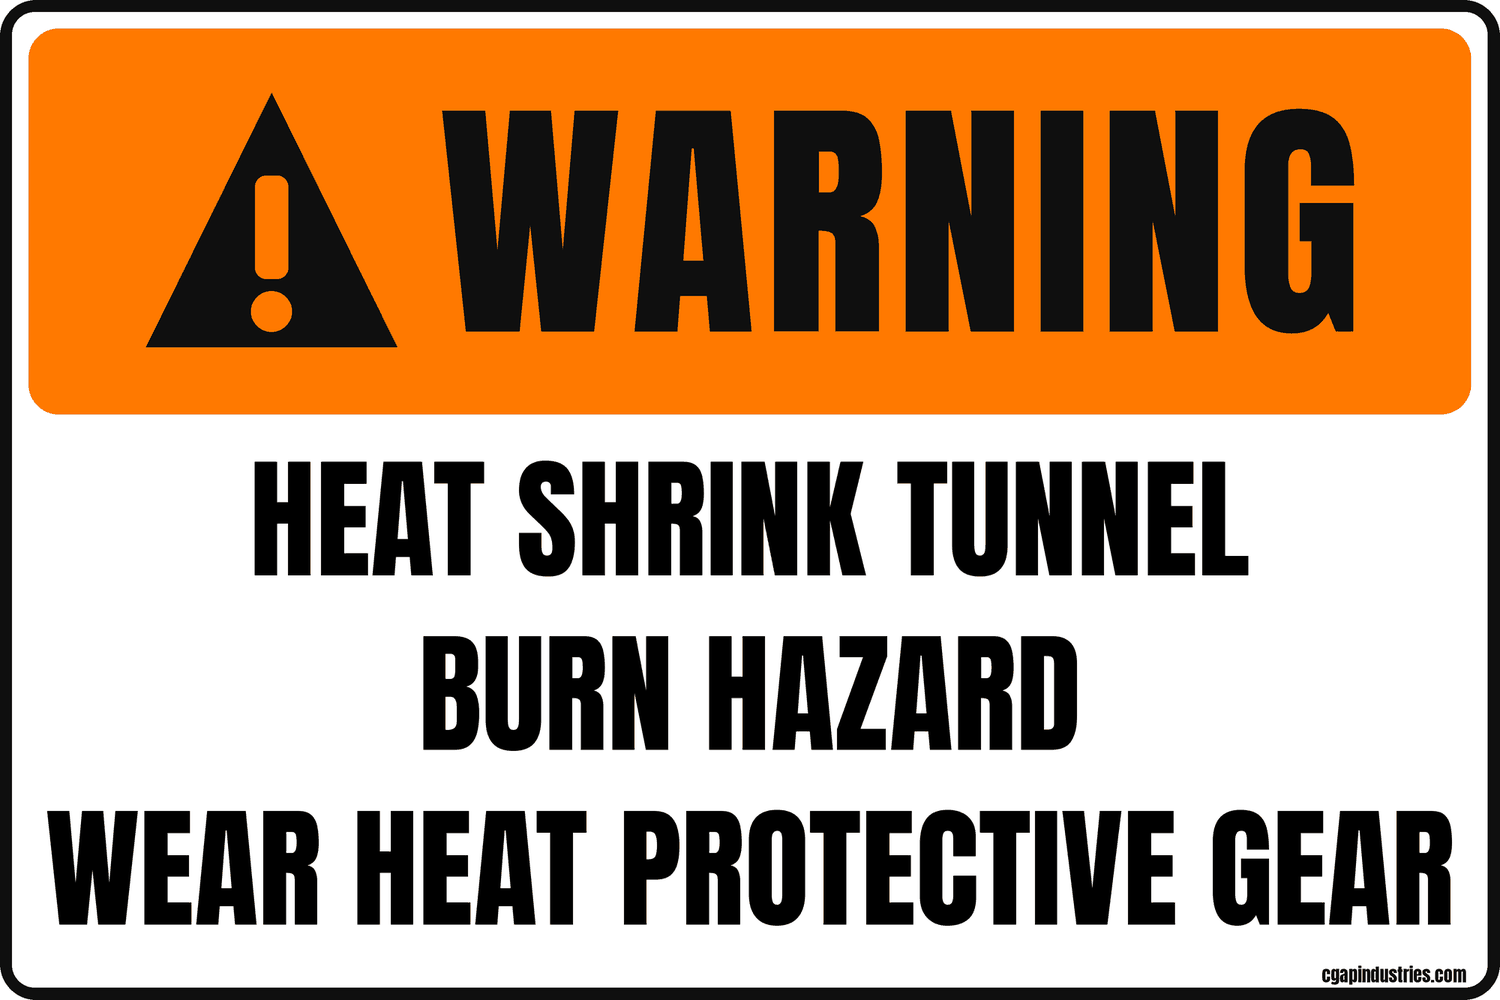 WARNING
HEAT SHRINK TUNNEL
BURN HAZARD
WEAR HEAT PROTECTIVE GEAR
cgapindustries.com